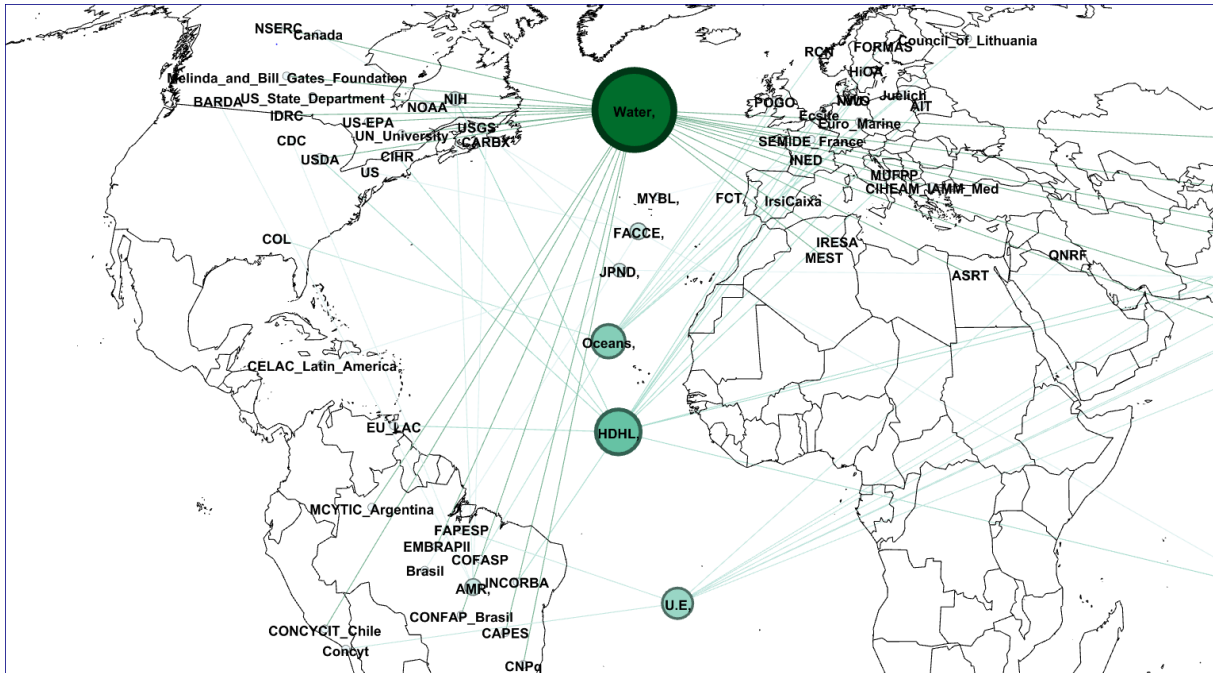 NSERC
Canada
RCN
FORMAS
Council_of_Lithuania
Melinda_and_Bill_Gates_Foundation
HiOA
BARDA
US_State_Department
NIH
NOAA
IDRC
Water,
POGO
NWO
Juelich
AIT
Ecsite
US-EPA
USGS
UN_University
Euro_Marine
CDC
CARBX
SEMIDE_France
USDA
CIHR
US
INED
MUFPP
CIHEAM_IAMM_Med
MYBL,
FCT,
IrsiCaixa
FACCE,
COL
IRESA
MEST
QNRF
JPND,
ASRT
Oceans,
CELAC_Latin_America
EU_LAC
HDHL,
MCYTIC_Argentina
FAPESP
EMBRAPII
COFASP
Brasil
AMR,
INCORBA
U.E,
CONFAP_Brasil
CONCYCIT_Chile
CAPES
Concyt
CNPq